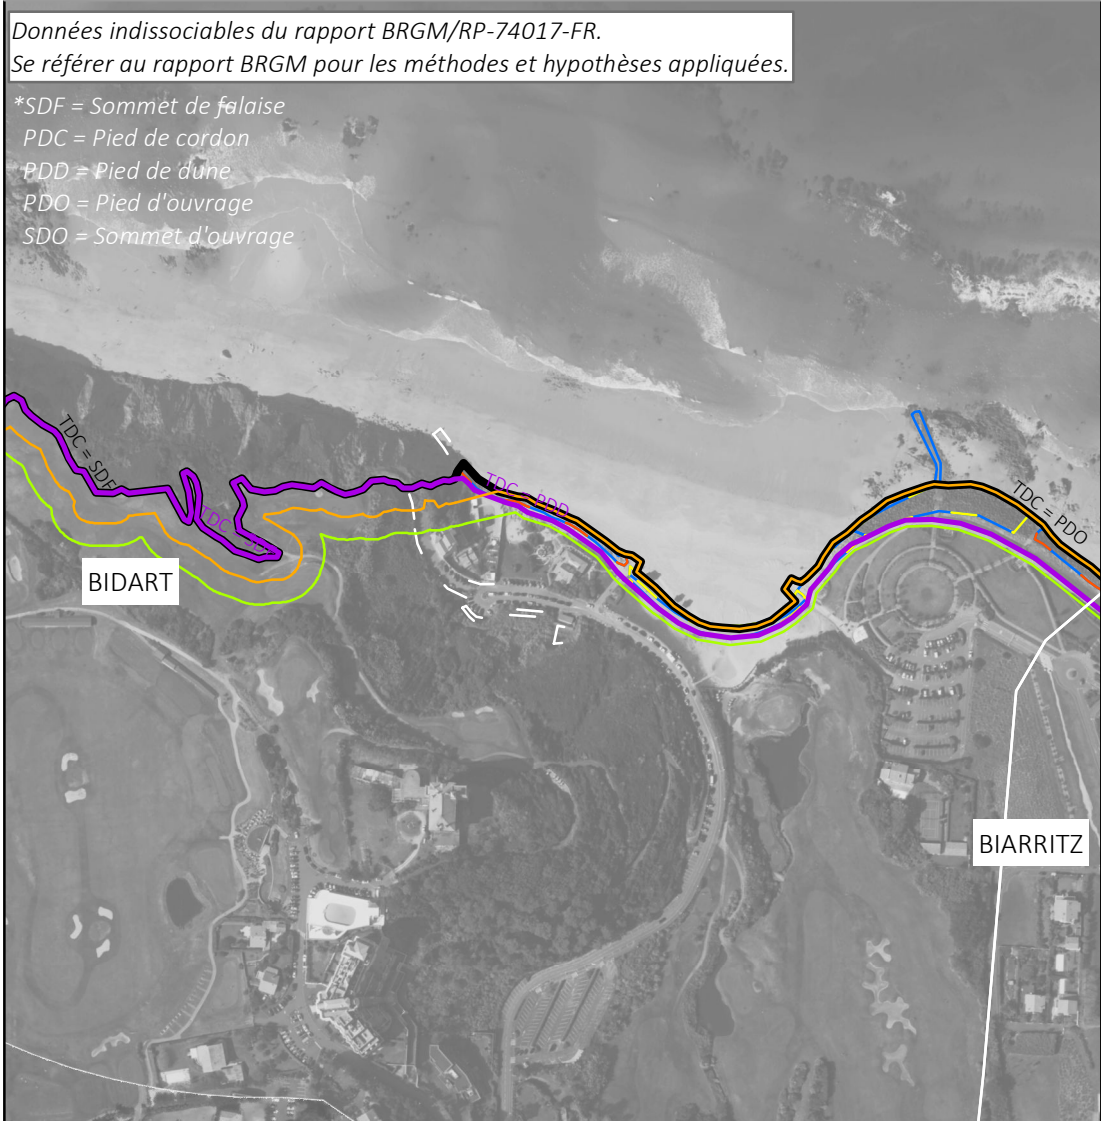 Données indissociables du rapport BRGM/RP-74017-FR.
Se référer au rapport BRGM pour les méthodes et hypothèses appliquées.
*SDF = Sommet de falaise
PDC = Pied de cordon
PDD = Pied de dune
PDO = Pied d'ouvrage
SDO = Sommet d'ouvrage
TDC = SDF
TDC
TDC = PDD
TDC = PDO
BIDART
BIARRITZ